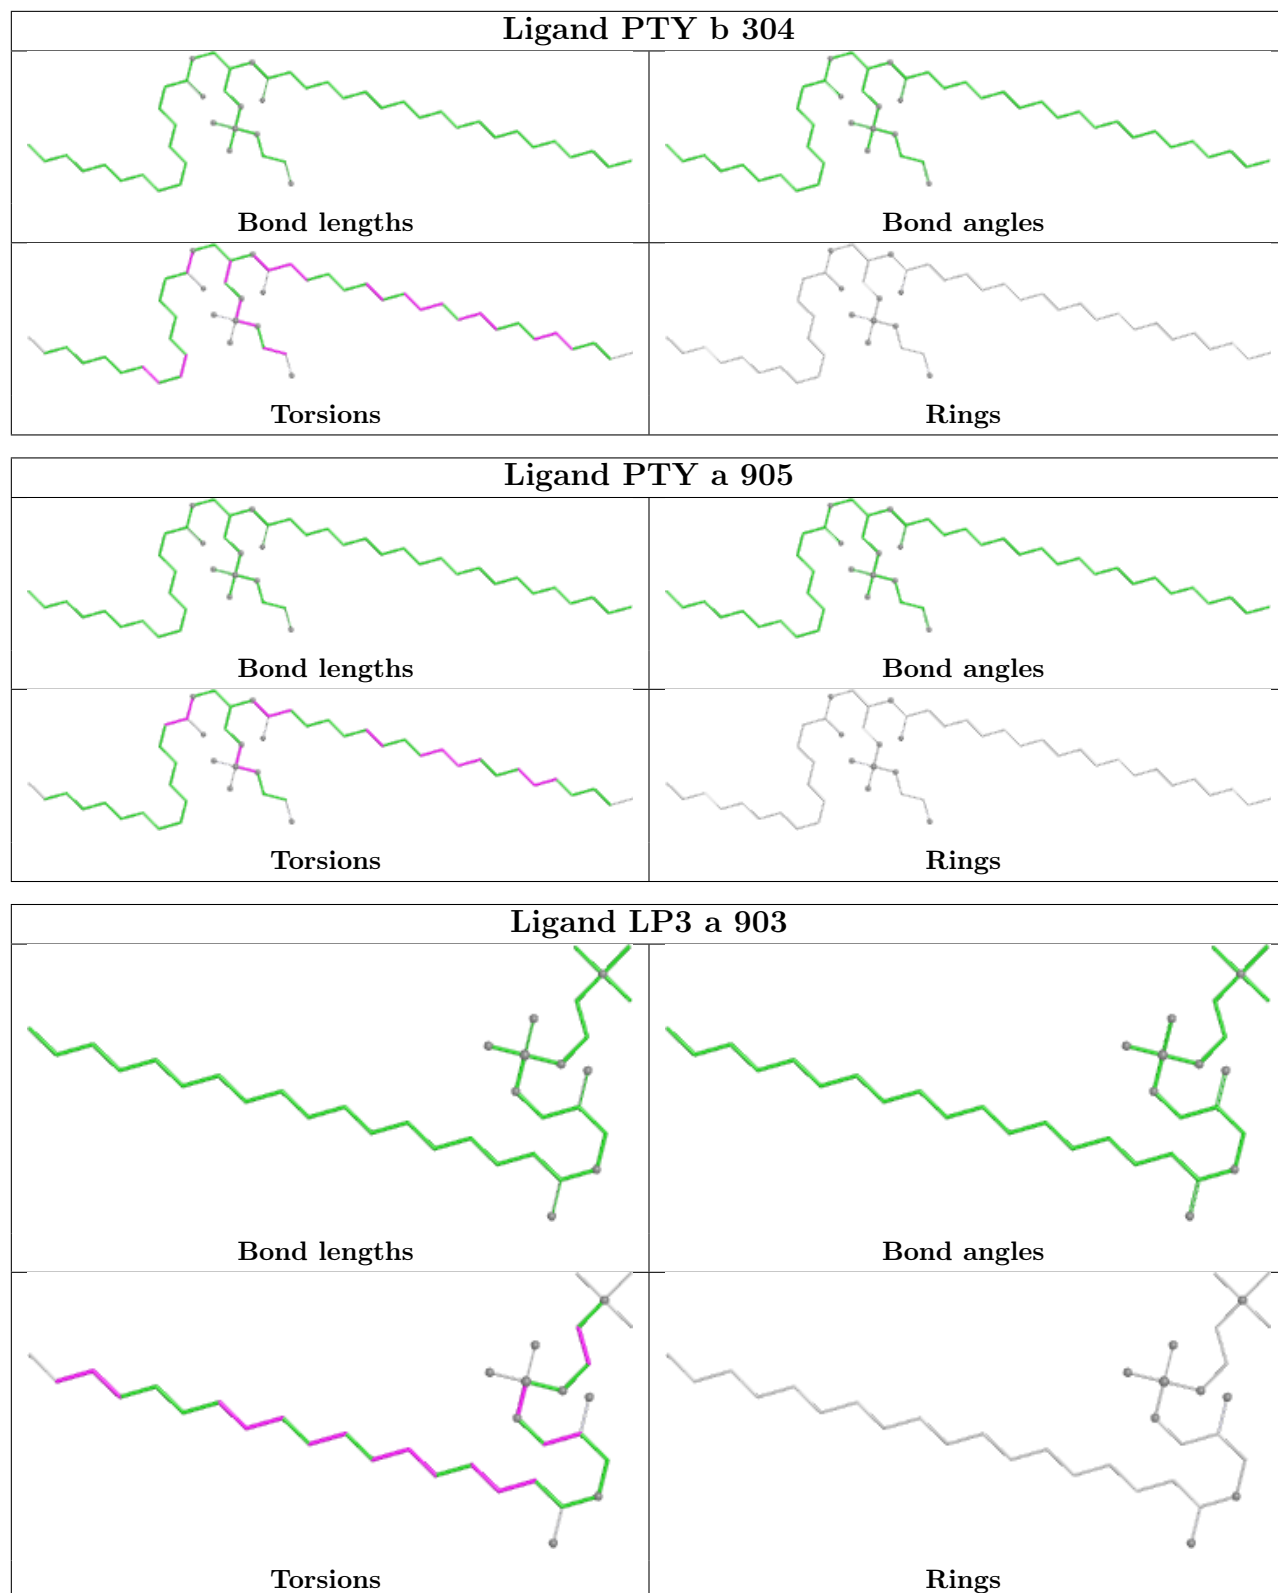 Ligand PTY b 304
Bond lengths
Bond angles
Torsions
Rings
Ligand PTY a 905
Bond lengths
Bond angles
Torsions
Rings
Ligand LP3 a 903
Bond lengths
Bond angles
Torsions
Rings